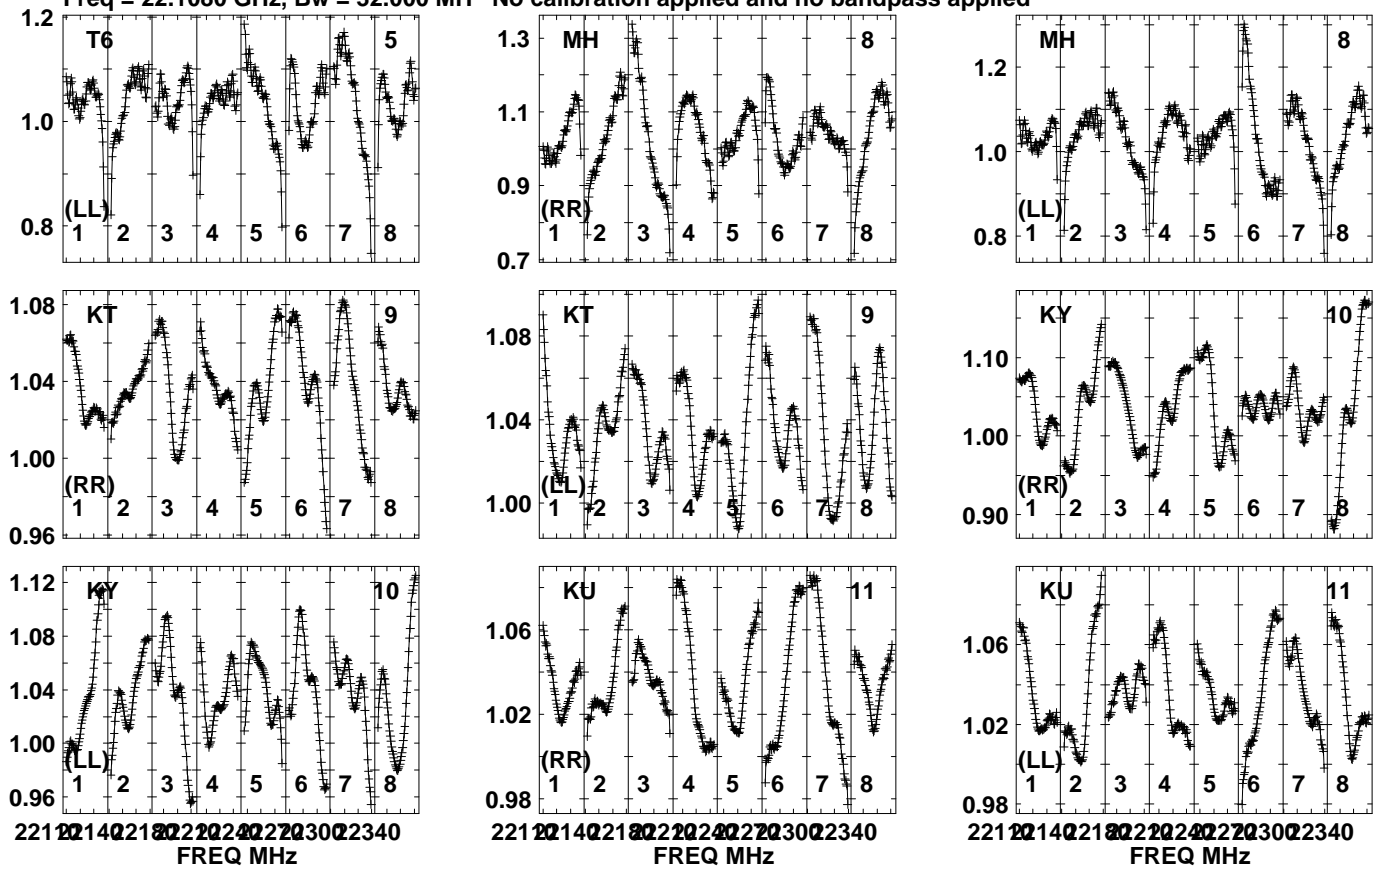 Freq = 22.1080 GHz, Bw = 32.000 MH No calibration applied and no bandpass applied
1.2
1.0
0.8
T6 5
(LL)
1 2 3 4 5 6 7 8
1.3
1.1
0.9
0.7
MH 8
(RR)
1 2 3 4 5 6 7 8
1.2
1.0
0.8
MH 8
(LL)
1 2 3 4 5 6 7 8
1.08
1.04
1.00
0.96
KT 9
(RR)
1 2 3 4 5 6 7 8
1.08
1.04
1.00
KT 9
(LL)
1 2 3 4 5 6 7 8
1.10
1.00
0.90
KY 10
(RR)
1 2 3 4 5 6 7 8
1.12
1.08
1.04
1.00
0.96
KY 10
(LL)
1 2 3 4 5 6 7 8
1.06
1.02
0.98
KU 11
(RR)
1 2 3 4 5 6 7 8
1.06
1.02
0.98
KU 11
(LL)
1 2 3 4 5 6 7 8
FREQ MHz
FREQ MHz
FREQ MHz